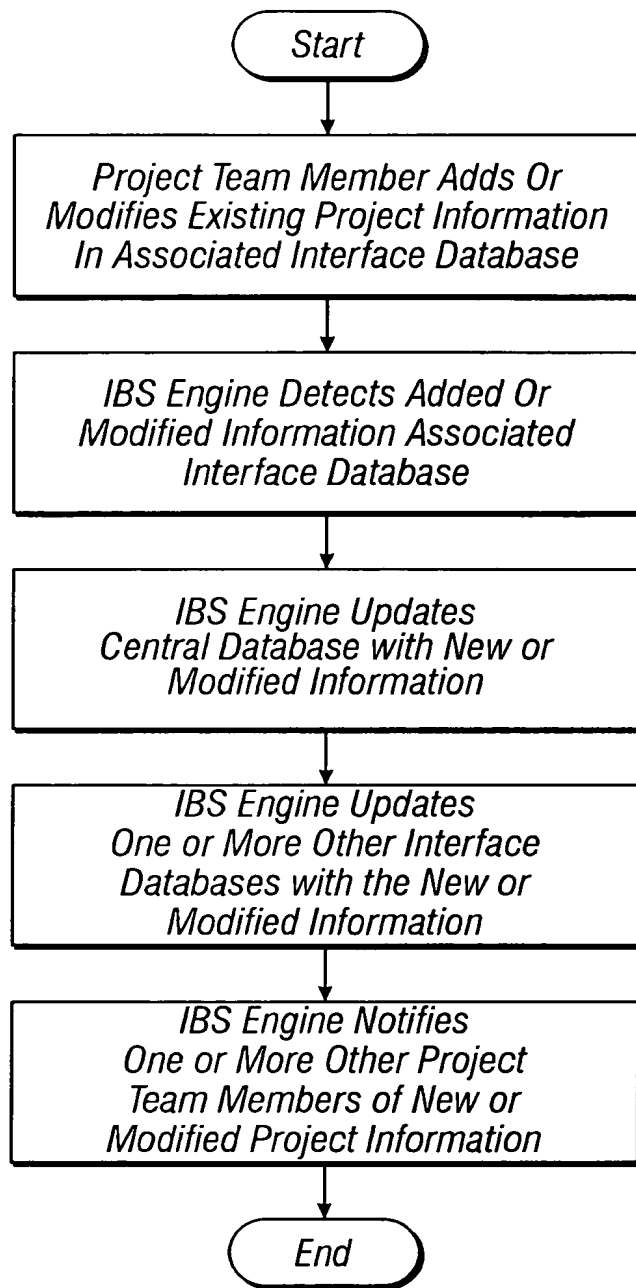 Start
Project Team Member Adds Or
Modifies Existing Project Information
In Associated Interface Database
IBS Engine Detects Added Or
Modified Information Associated
Interface Database
IBS Engine Updates
Central Database with New or
Modified Information
IBS Engine Updates
One or More Other Interface
Databases with the New or
Modified Information
IBS Engine Notifies
One or More Other Project
Team Members of New or
Modified Project Information
End